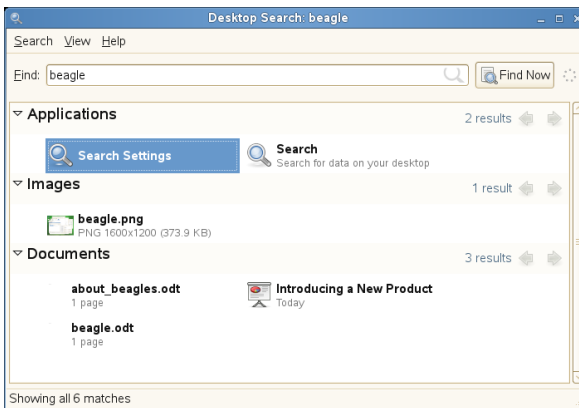 Desktop Search: beagle
Search View Help
Find: beagle Find Now
Applications 2 results
Search Settings Search
Search for data on your desktop
Images 1 result
beagle.png
PNG 1600x1200 (373.9 KB)
Documents 3 results
about_beagles.odt Introducing a New Product
1 page Today
beagle.odt
1 page
Showing all 6 matches